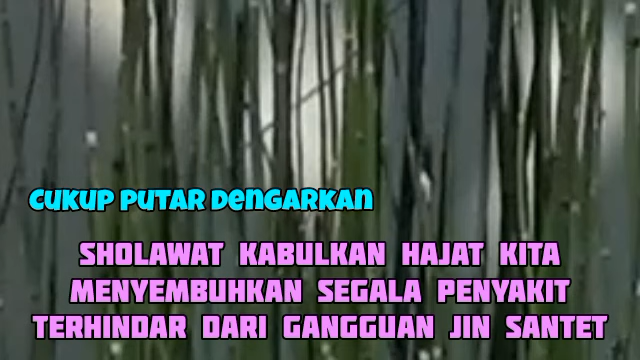 CUKUP PUTAR DENGARKAN
SHOLAWAT KABULKAN HAJAT KITA
MENYEMBUHKAN SEGALA PENYAKIT
TERHINDAR DARI GANGGUAN JIN SANTET